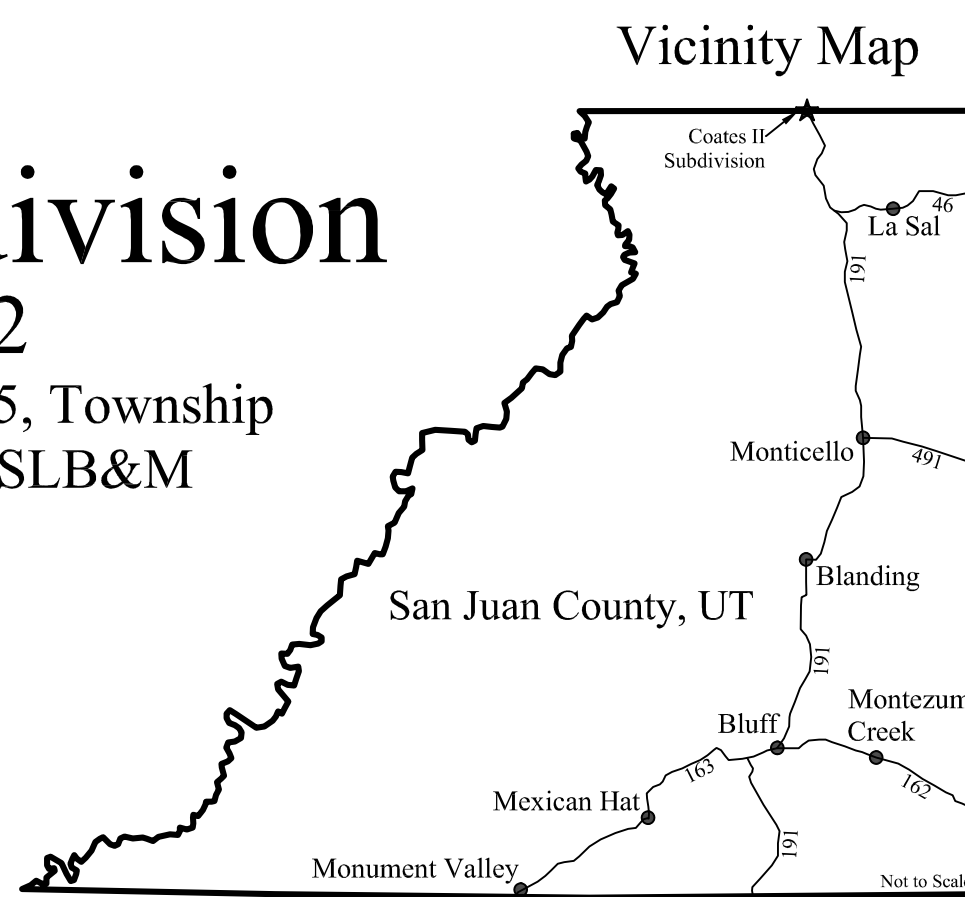 Vicinity Map
Coates II
Subdivision
46
La Sal
191
ivision
2
5, Township
SLB&M
Monticello
491
Blanding
San Juan County, UT
191
Montezum
Bluff
Creek
163
162
Mexican Hat
191
Monument Valley
Not to Scale